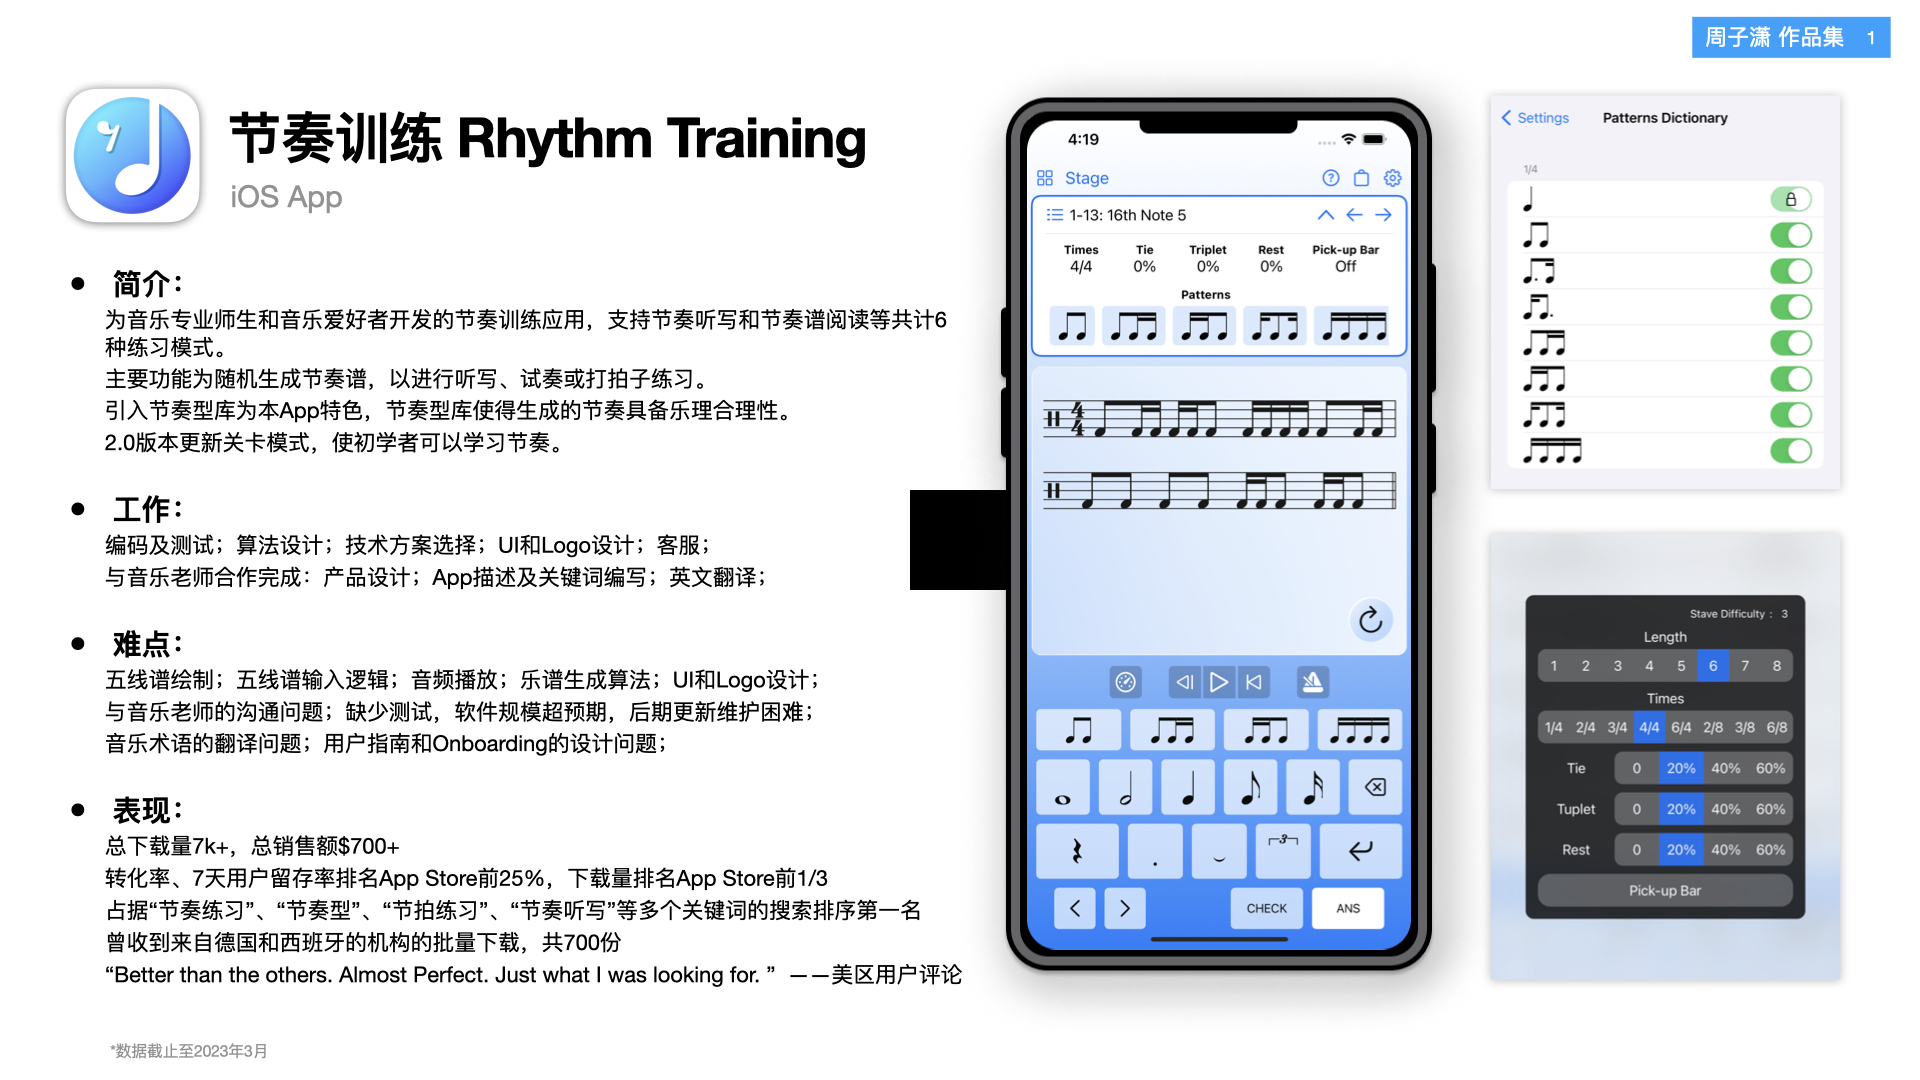 周子潇 作品集 1
节奏训练 Rhythm Training
iOS App
简介：
为音乐专业师生和音乐爱好者开发的节奏训练应用，支持节奏听写和节奏谱阅读等共计6
种练习模式。
主要功能为随机生成节奏谱，以进行听写、试奏或打拍子练习。
引入节奏型库为本App特色，节奏型库使得生成的节奏具备乐理合理性。
2.0版本更新关卡模式，使初学者可以学习节奏。
工作：
编码及测试；算法设计；技术方案选择；UI和Logo设计；客服；
与音乐老师合作完成：产品设计；App描述及关键词编写；英文翻译；
难点：
五线谱绘制；五线谱输入逻辑；音频播放；乐谱生成算法；UI和Logo设计；
与音乐老师的沟通问题；缺少测试，软件规模超预期，后期更新维护困难；
音乐术语的翻译问题；用户指南和Onboarding的设计问题；
表现：
总下载量7k+，总销售额$700+
转化率、7天用户留存率排名App Store前25%，下载量排名App Store前1/3
占据“节奏练习”、“节奏型”、“节拍练习”、“节奏听写”等多个关键词的搜索排序第一名
曾收到来自德国和西班牙的机构的批量下载，共700份
“Better than the others. Almost Perfect. Just what I was looking for. ” ——美区用户评论
*数据截止至2023年3月
4:19
Stage
1-13: 16th Note 5
Times Tie Triplet Rest Pick-up Bar
4/4 0% 0% 0% Off
Patterns
4
4
3
CHECK ANS
Settings Patterns Dictionary
1/4
Stave Difficulty： 3
Length
1 2 3 4 5 6 7 8
Times
1/4 2/4 3/4 4/4 6/4 2/8 3/8 6/8
Tie 0 20% 40% 60%
Tuplet 0 20% 40% 60%
Rest 0 20% 40% 60%
Pick-up Bar